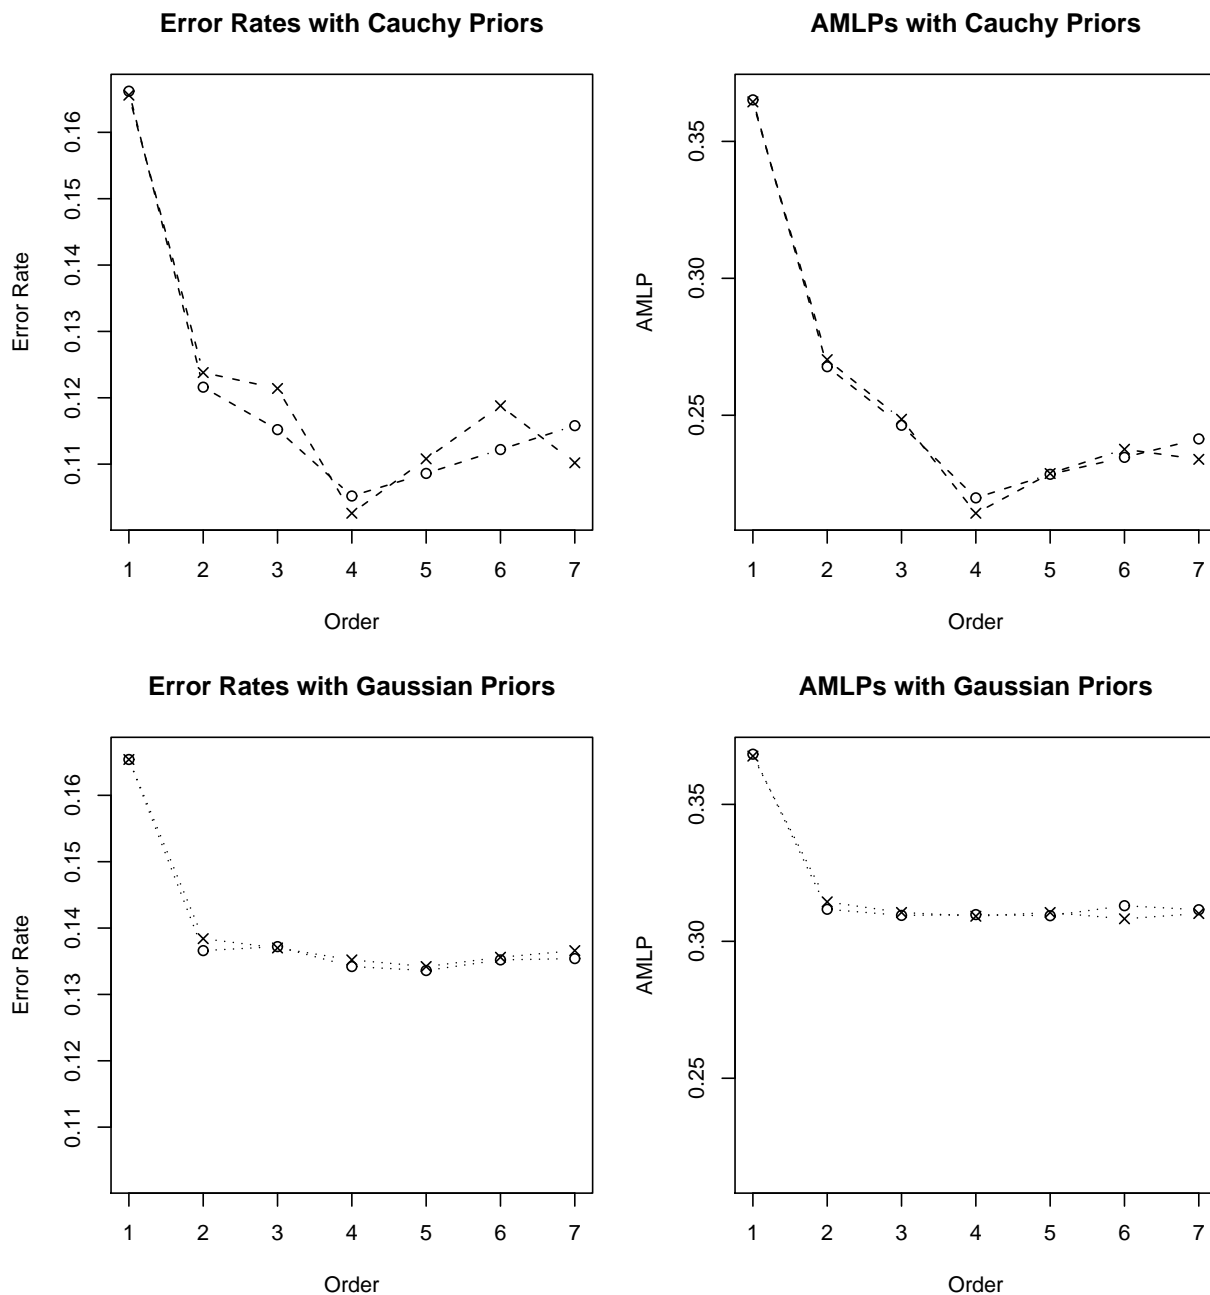 Error Rates with Cauchy Priors
Error Rate
0.16
0.15
0.14
0.13
0.12
0.11
1 2 3 4 5 6 7
Order
AMLPs with Cauchy Priors
AMLP
0.35
0.30
0.25
1 2 3 4 5 6 7
Order
Error Rates with Gaussian Priors
Error Rate
0.16
0.15
0.14
0.13
0.12
0.11
1 2 3 4 5 6 7
Order
AMLPs with Gaussian Priors
AMLP
0.35
0.30
0.25
1 2 3 4 5 6 7
Order